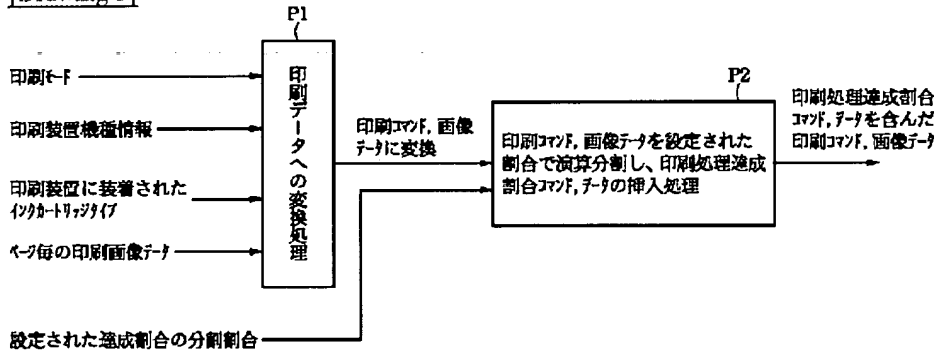 P1
印刷モード
印刷装置機種情報
印刷装置に装着された
インクカートリッジタイプ
ページ毎の印刷画像データ
設定された達成割合の分割割合
印刷データへの変換処理
印刷コマンド,画像
データに変換
P2
印刷コマンド,画像データを設定された
割合で演算分割し、印刷処理達成
割合コマンド,データの挿入処理
印刷処理達成割合
コマンド,データを含んだ
印刷コマンド,画像データ